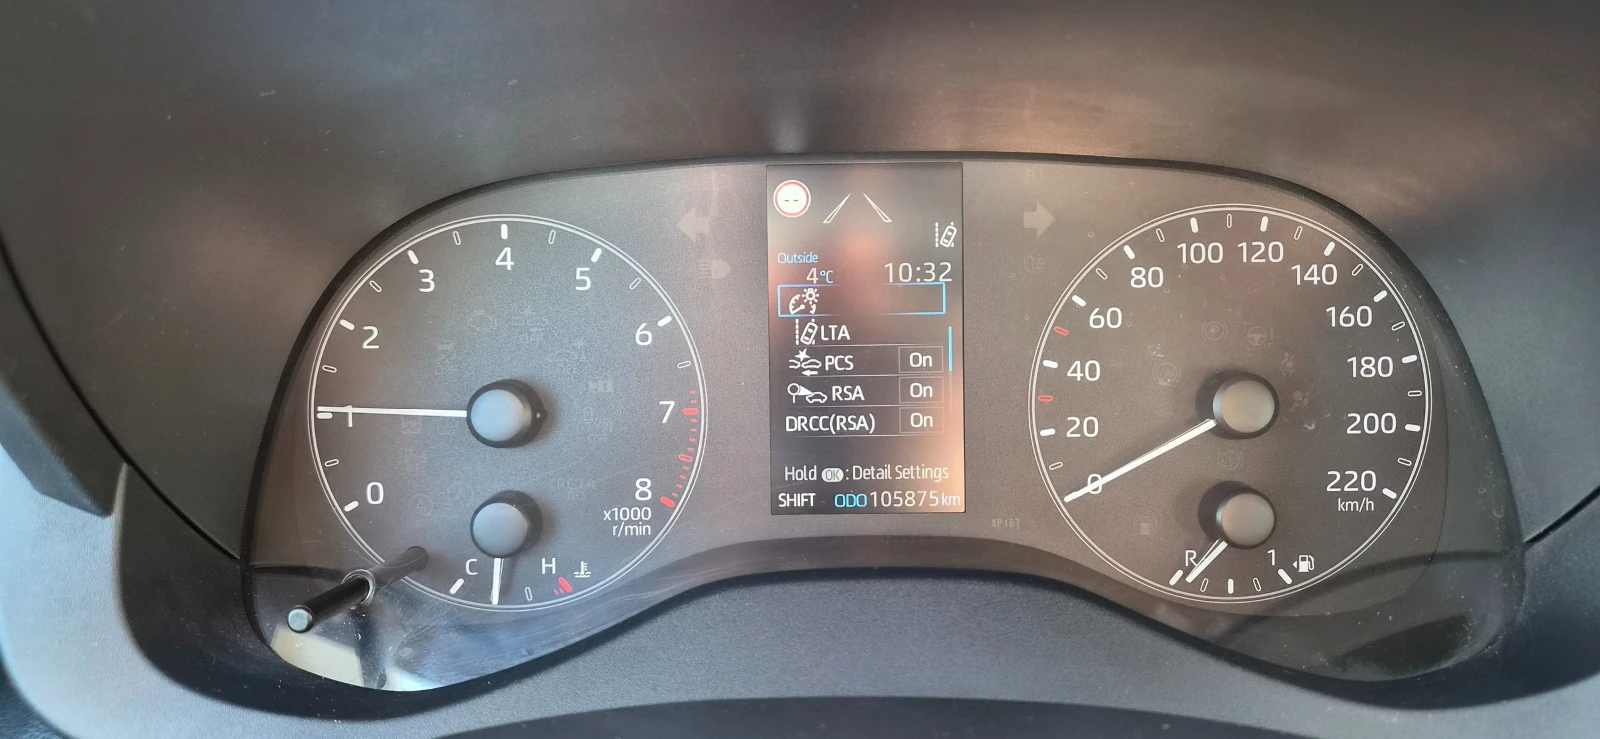 0
1
2
3
4
5
6
7
8
x1000
r/min
C
H
--
Outside
4°C
10:32
LTA
PCS On
RSA On
DRCC(RSA) On
Hold OK : Detail Settings
SHIFT ODO 105875 km
XP187
0
20
40
60
80
100
120
140
160
180
200
220
km/h
R
1